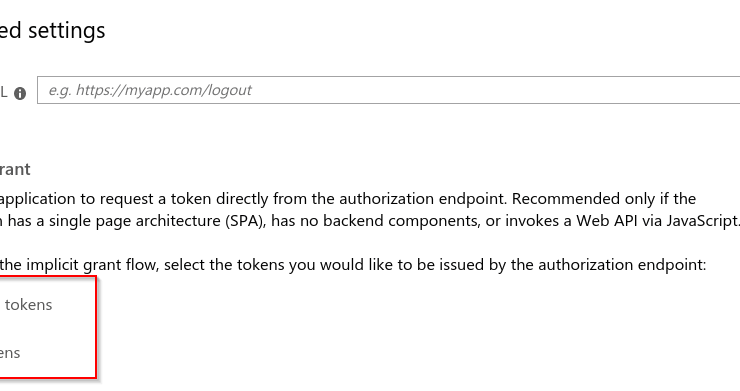 ed settings
L
e.g. https://myapp.com/logout
rant
application to request a token directly from the authorization endpoint. Recommended only if the
n has a single page architecture (SPA), has no backend components, or invokes a Web API via JavaScript.
the implicit grant flow, select the tokens you would like to be issued by the authorization endpoint:
tokens
ens